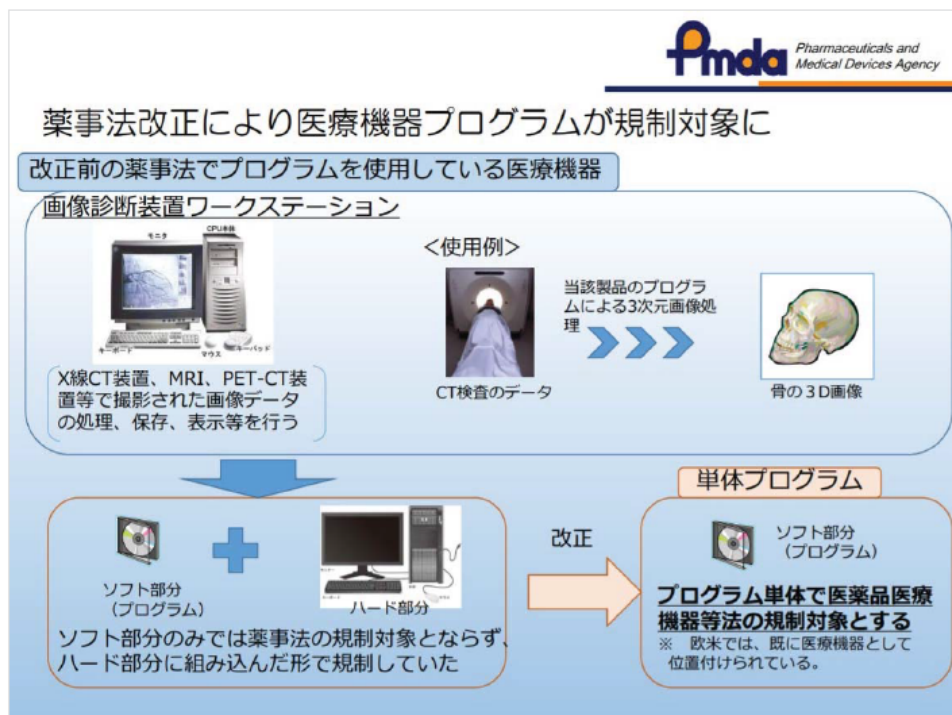 Pmda
Pharmaceuticals and
Medical Devices Agency
薬事法改正により医療機器プログラムが規制対象に
改正前の薬事法でプログラムを使用している医療機器
画像診断装置ワークステーション
モニタ
CPU本体
キーボード
マウス
キーパッド
X線CT装置、MRI、PET-CT装
置等で撮影された画像データ
の処理、保存、表示等を行う
＜使用例＞
CT検査のデータ
当該製品のプログラ
ムによる3次元画像処
理
骨の３D画像
ソフト部分
（プログラム）
ハード部分
ソフト部分のみでは薬事法の規制対象とならず、
ハード部分に組み込んだ形で規制していた
改正
単体プログラム
ソフト部分
（プログラム）
プログラム単体で医薬品医療
機器等法の規制対象とする
※　欧米では、既に医療機器として
位置付けられている。